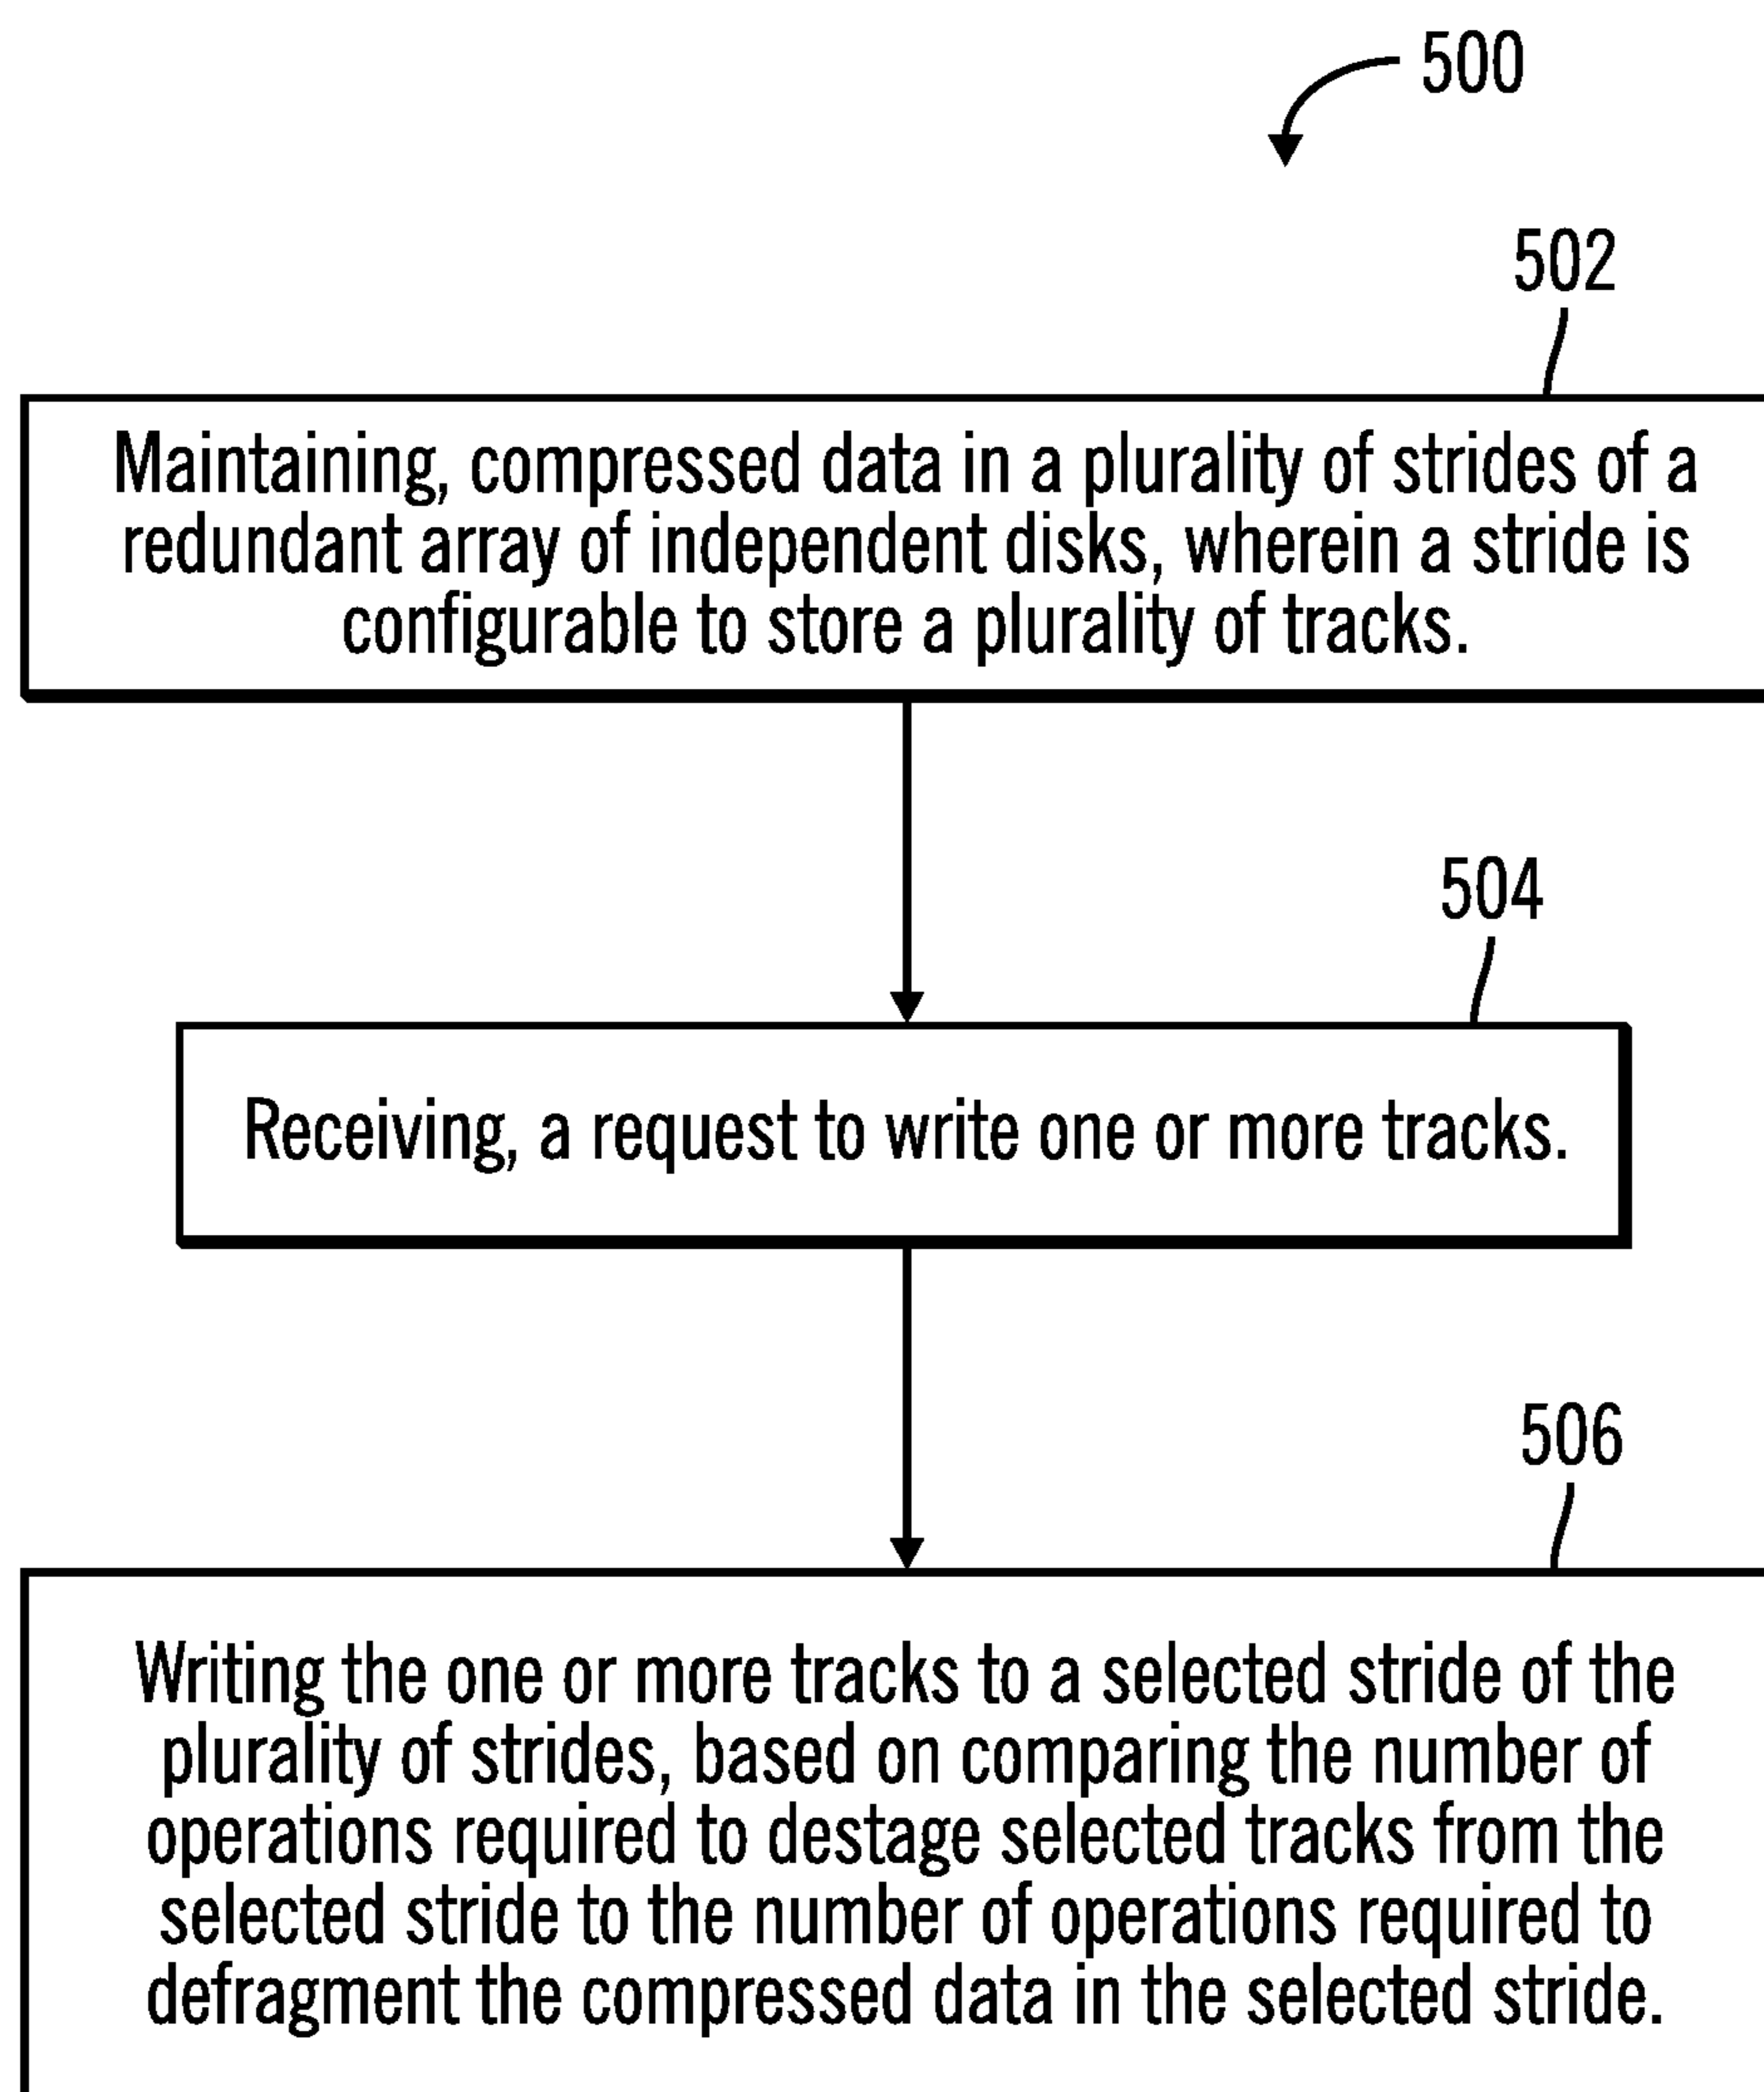 500
502
Maintaining, compressed data in a plurality of strides of a
redundant array of independent disks, wherein a stride is
configurable to store a plurality of tracks.
504
Receiving, a request to write one or more tracks.
506
Writing the one or more tracks to a selected stride of the
plurality of strides, based on comparing the number of
operations required to destage selected tracks from the
selected stride to the number of operations required to
defragment the compressed data in the selected stride.